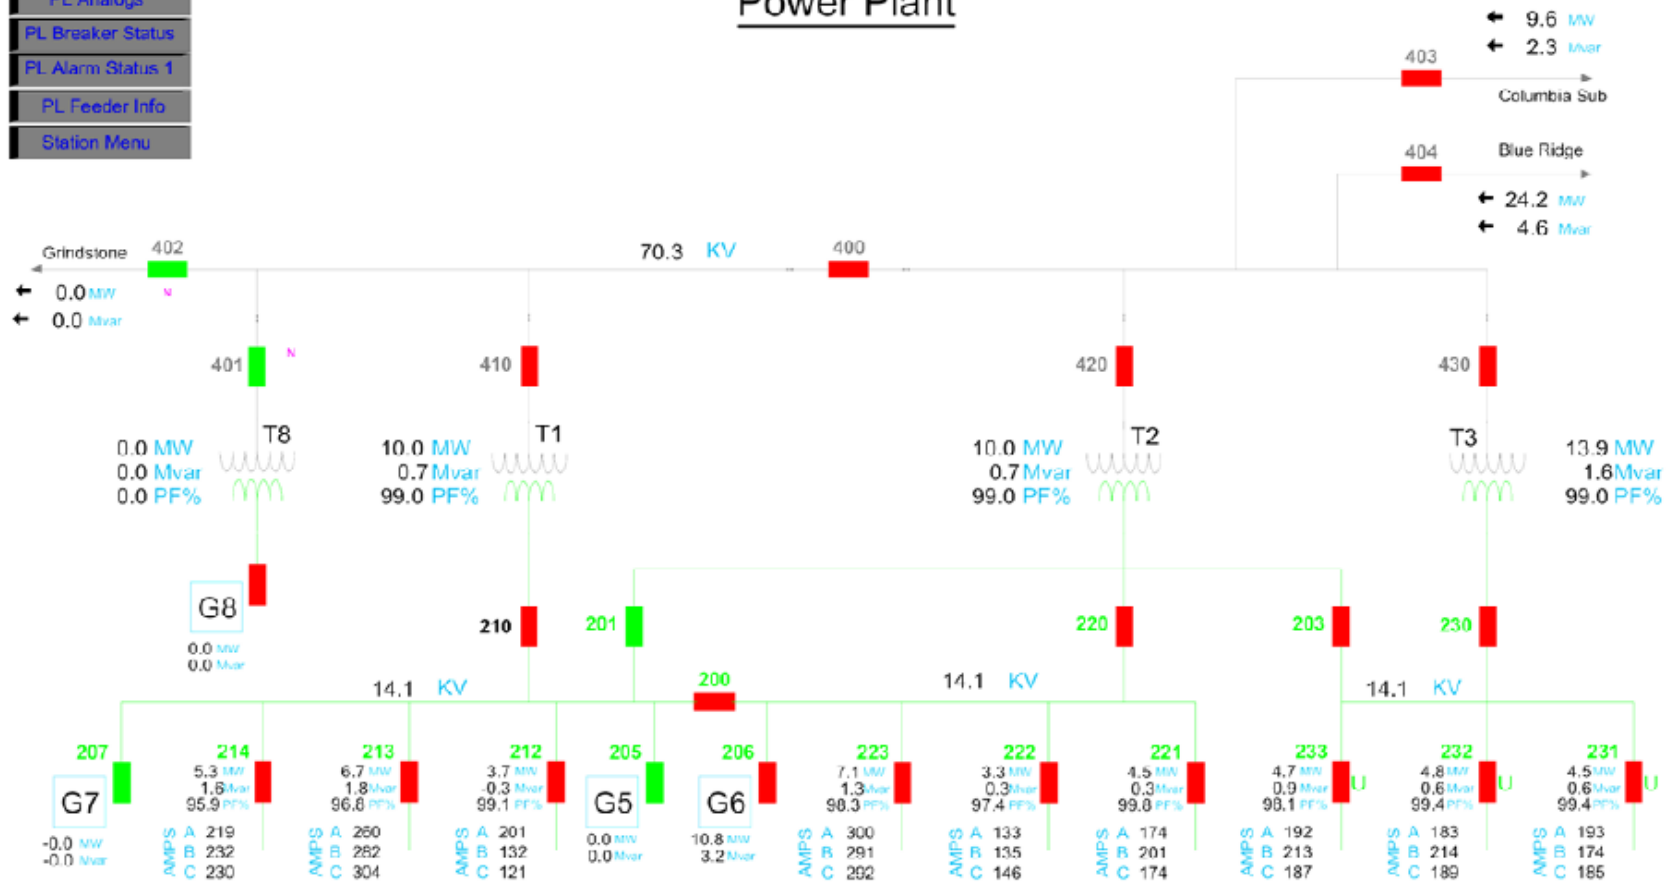 PL Analogs
Power Plant
PL Breaker Status
PL Alarm Status 1
PL Feeder Info
Station Menu
9.6 MW
2.3 Mvar
403
Columbia Sub
404
Blue Ridge
24.2 MW
4.6 Mvar
Grindstone
402
70.3 KV
400
0.0 MW
N
0.0 Mvar
401
N
410
420
430
T8
0.0 MW
0.0 Mvar
0.0 PF%
T1
10.0 MW
0.7 Mvar
99.0 PF%
T2
10.0 MW
0.7 Mvar
99.0 PF%
T3
13.9 MW
1.6 Mvar
99.0 PF%
G8
0.0 MW
0.0 Mvar
210
201
220
203
230
14.1 KV
200
14.1 KV
14.1 KV
207
G7
-0.0 MW
-0.0 Mvar
214
5.3 MW
1.6 Mvar
95.9 PF%
AMPS
A 219
B 232
C 230
213
6.7 MW
1.8 Mvar
96.8 PF%
AMPS
A 260
B 282
C 304
212
3.7 MW
-0.3 Mvar
99.1 PF%
AMPS
A 201
B 132
C 121
205
G5
0.0 MW
0.0 Mvar
206
G6
10.8 MW
3.2 Mvar
223
7.1 MW
1.3 Mvar
98.3 PF%
AMPS
A 300
B 291
C 292
222
3.3 MW
0.3 Mvar
97.4 PF%
AMPS
A 133
B 135
C 146
221
4.5 MW
0.3 Mvar
99.8 PF%
AMPS
A 174
B 201
C 174
233
4.7 MW
0.9 Mvar
98.1 PF%
U
AMPS
A 192
B 213
C 187
232
4.8 MW
0.6 Mvar
99.4 PF%
U
AMPS
A 183
B 214
C 189
231
4.5 MW
0.6 Mvar
99.4 PF%
U
AMPS
A 193
B 174
C 185